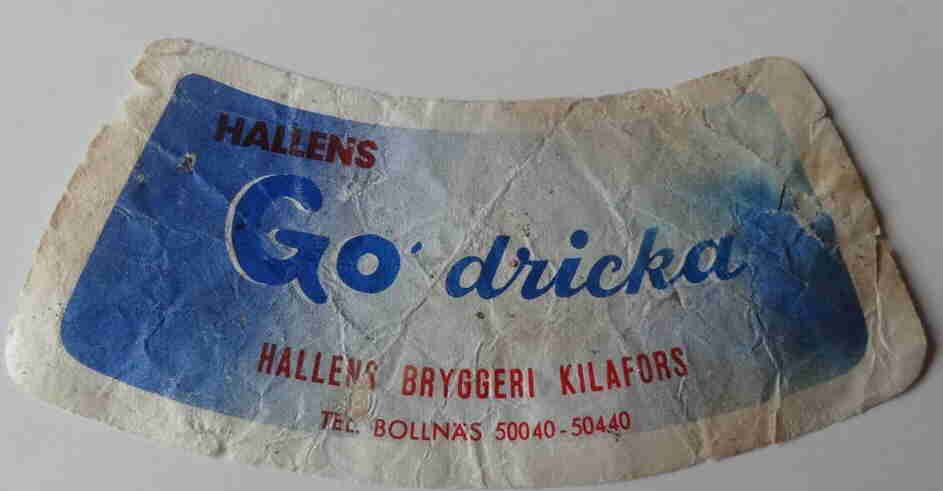 HALLENS
Go' dricka
HALLENS BRYGGERI KILAFORS
TEL. BOLLNÄS 50040-50440